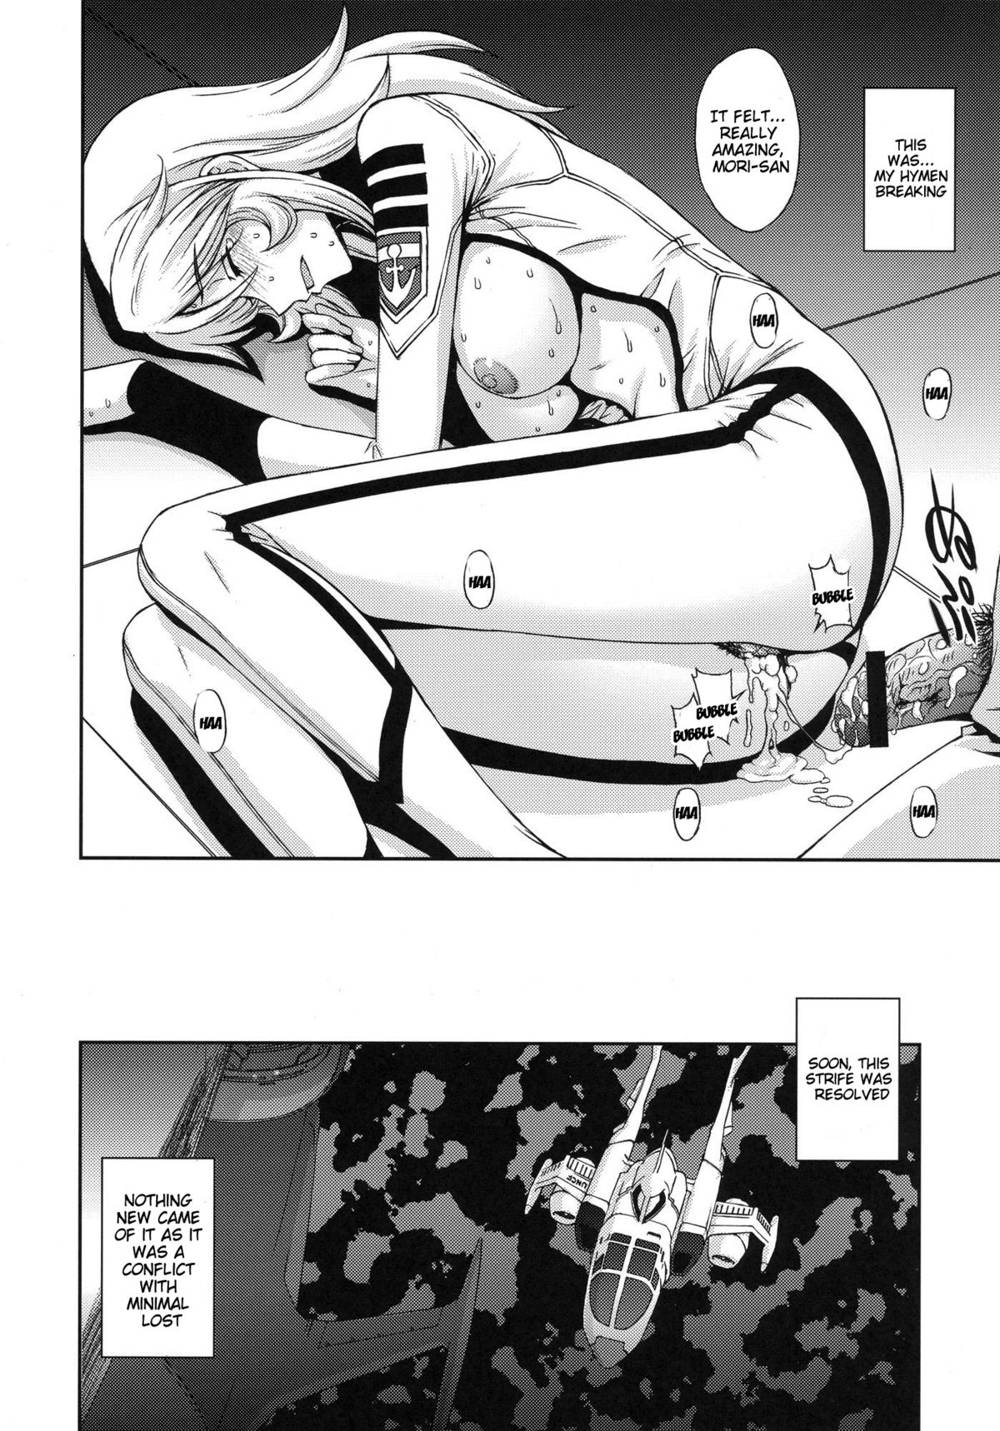 THIS
WAS...
MY HYMEN
BREAKING
IT FELT...
REALLY
AMAZING,
MORI-SAN
HAA
HAA
HAA
BUBBLE
HAA
BUBBLE
BUBBLE
HAA
HAA
SOON, THIS
STRIFE WAS
RESOLVED
UNCF
NOTHING
NEW CAME
OF IT AS IT
WAS A
CONFLICT
WITH
MINIMAL
LOST